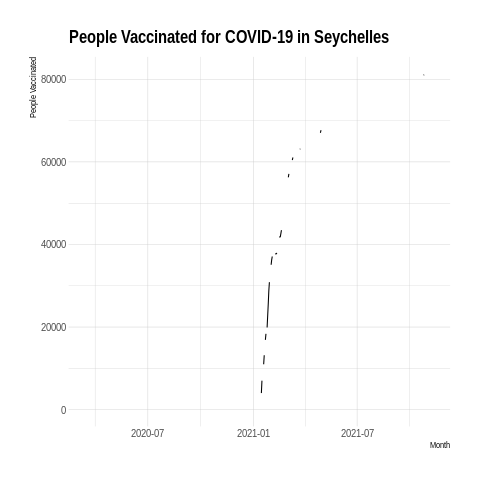 People Vaccinated for COVID-19 in Seychelles
People Vaccinated
80000
60000
40000
20000
0
2020-07
2021-01
2021-07
Month